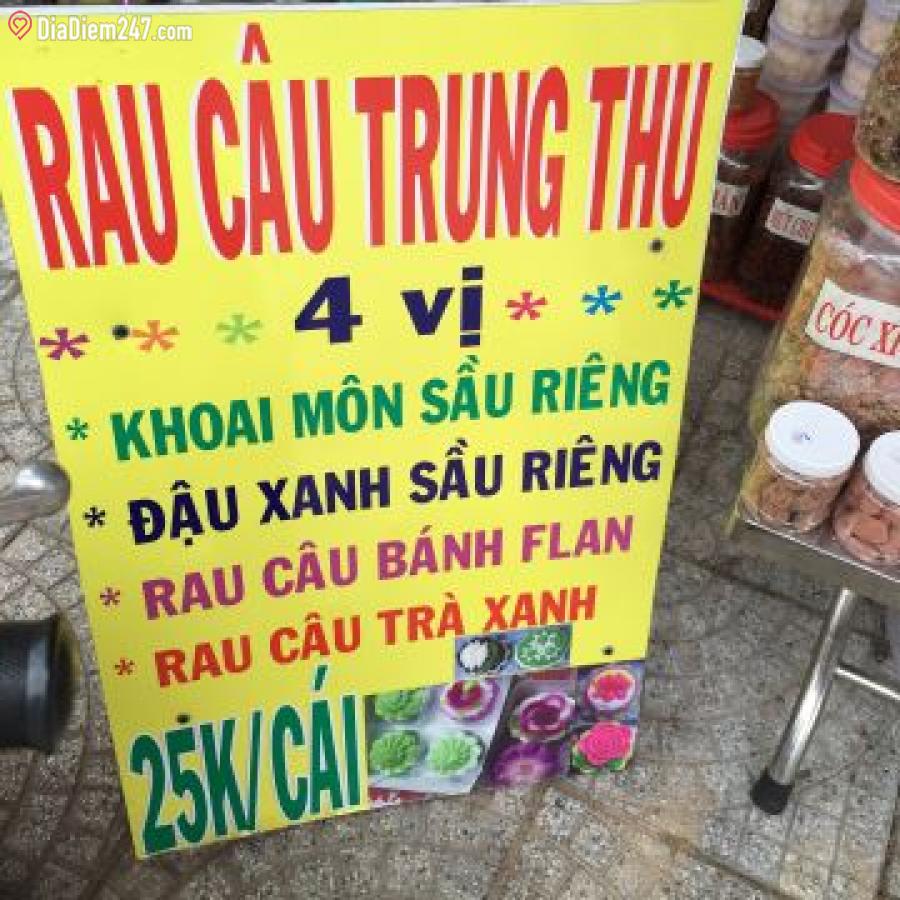 DiaDiem247.com
RAU CÂU TRUNG THU
4 vị
* KHOAI MÔN SẦU RIÊNG
* ĐẬU XANH SẦU RIÊNG
* RAU CÂU BÁNH FLAN
* RAU CÂU TRÀ XANH
25K/CÁI
CÓC